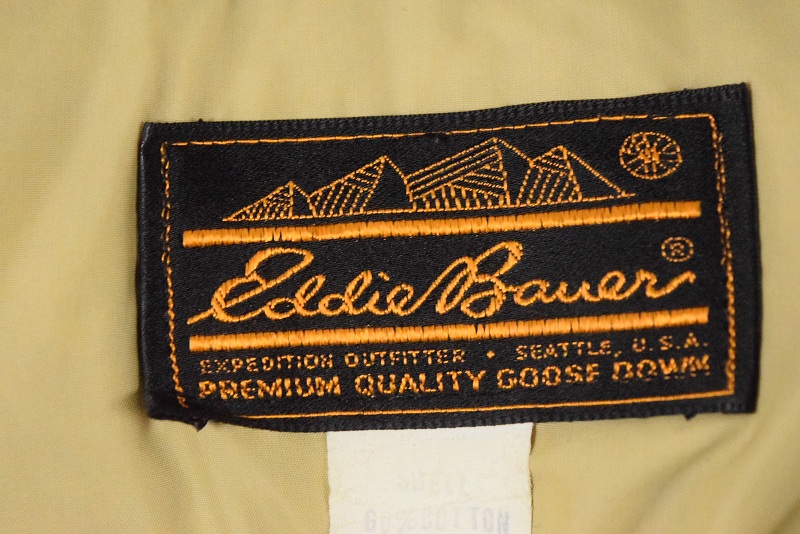 Eddie Bauer®
EXPEDITION OUTFITTER • SEATTLE, U.S.A.
PREMIUM QUALITY GOOSE DOWN